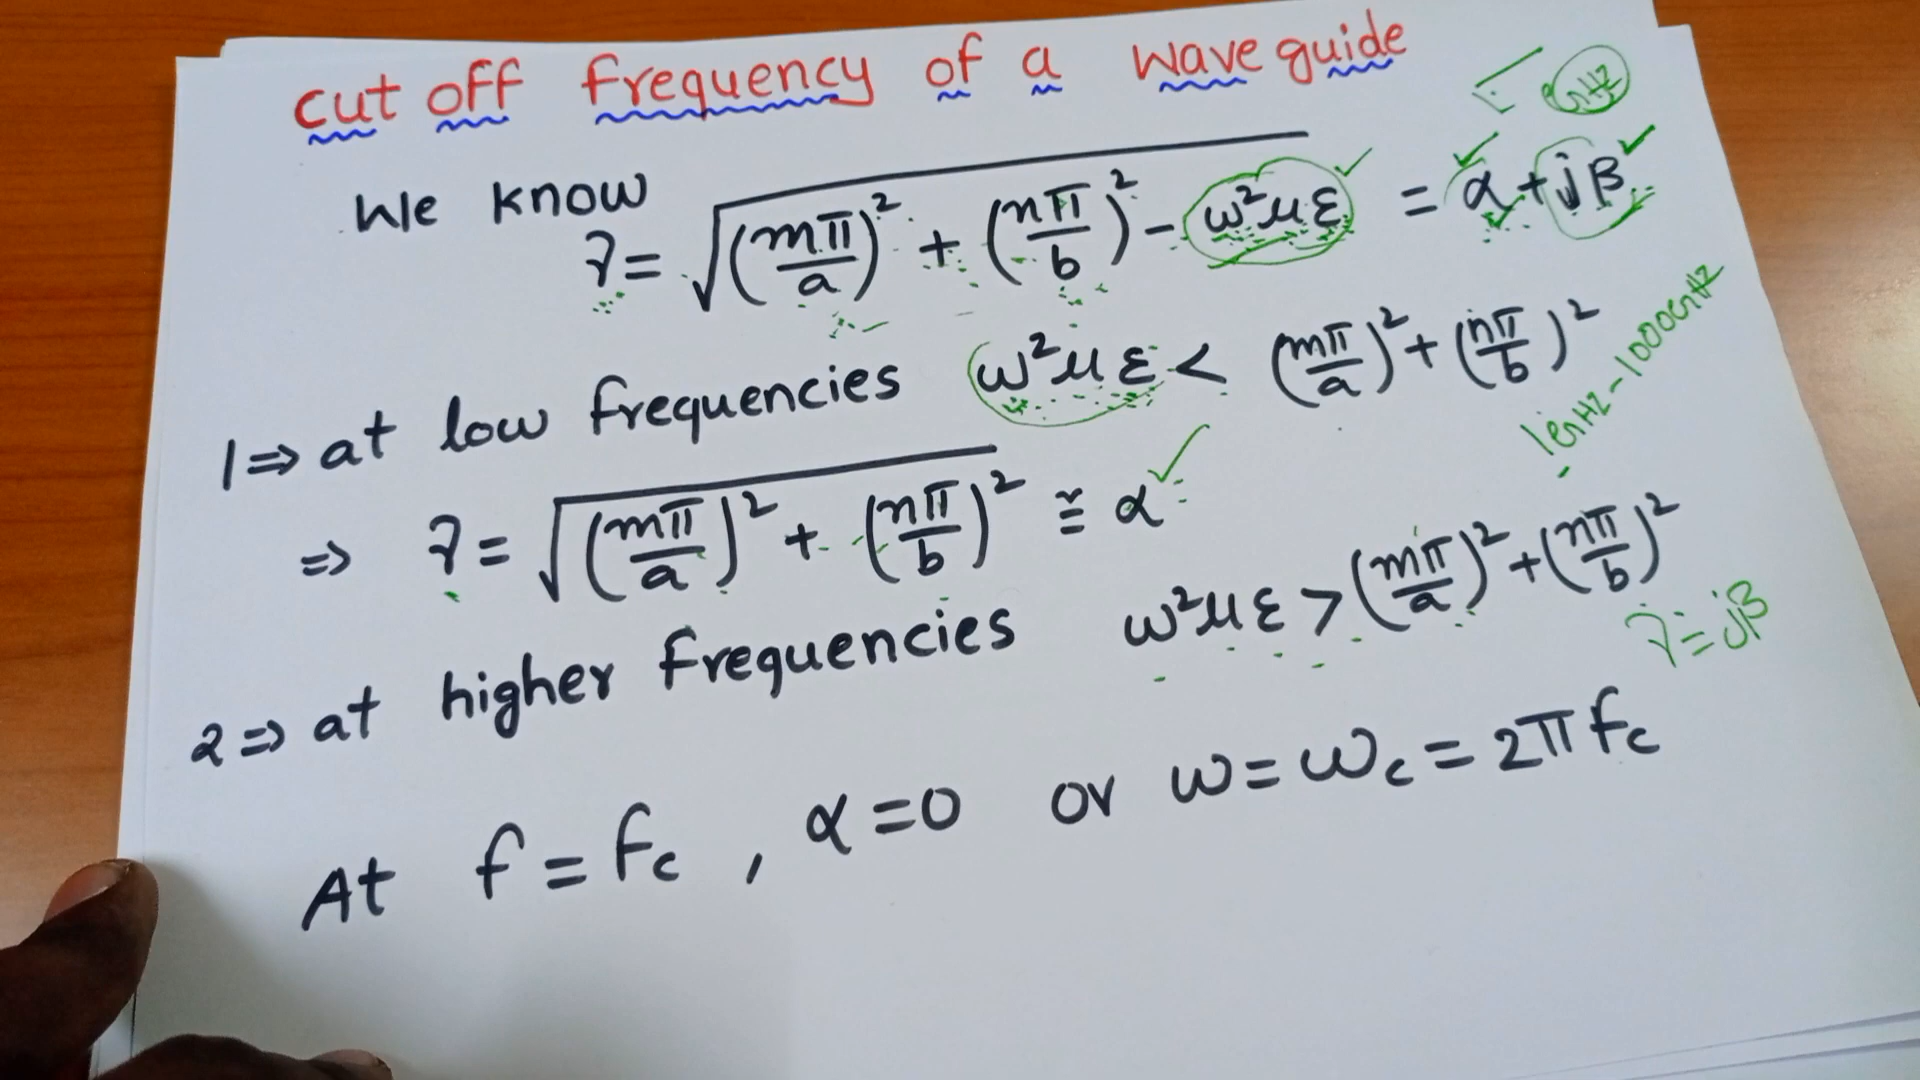 cut off frequency of a wave guide
GHz
We know
γ = √((mπ/a)² + (nπ/b)² - ω²με) = α + jβ
1 ⇒ at low frequencies ω²με < (mπ/a)² + (nπ/b)²
1GHz - 1000GHz
⇒ γ = √((mπ/a)² + (nπ/b)²) ≅ α
2 ⇒ at higher frequencies ω²με > (mπ/a)² + (nπ/b)²
γ = jβ
At f = fc , α = 0 or ω = ωc = 2πfc